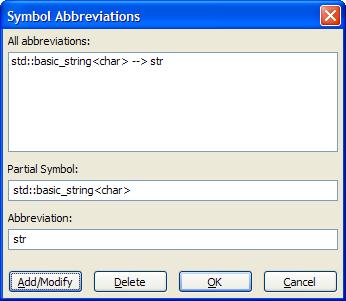 Symbol Abbreviations
All abbreviations:
std::basic_string<char> --> str
Partial Symbol:
std::basic_string<char>
Abbreviation:
str
Add/Modify Delete OK Cancel